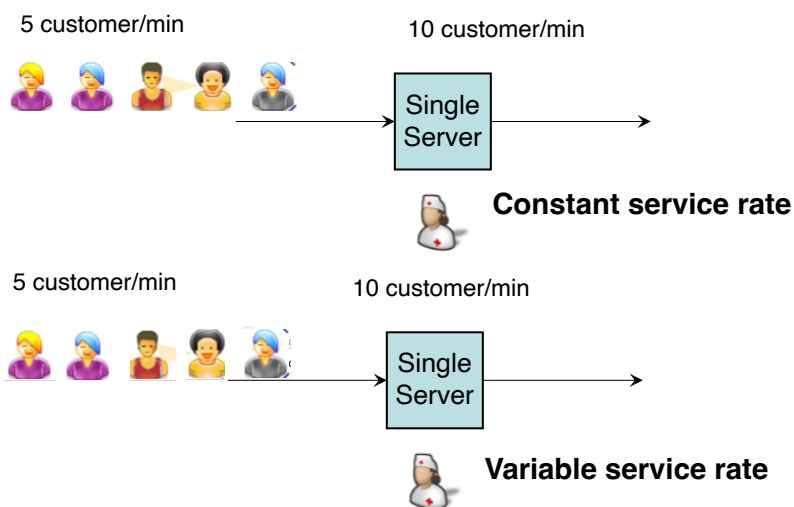 5 customer/min
10 customer/min
Single
Server
Constant service rate
5 customer/min
10 customer/min
Single
Server
Variable service rate